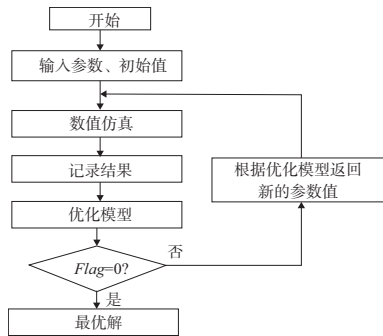 开始
输入参数、初始值
数值仿真
记录结果
优化模型
根据优化模型返回
新的参数值
Flag=0?
否
是
最优解